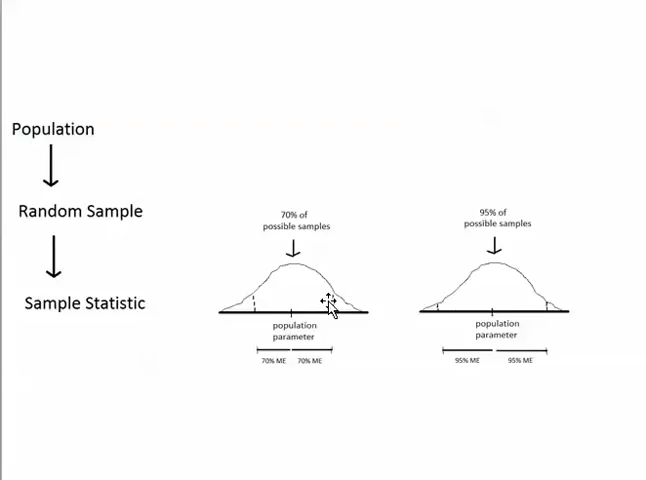 Population
Random Sample
Sample Statistic
70% of
possible samples
population
parameter
70% ME 70% ME
95% of
possible samples
population
parameter
95% ME 95% ME